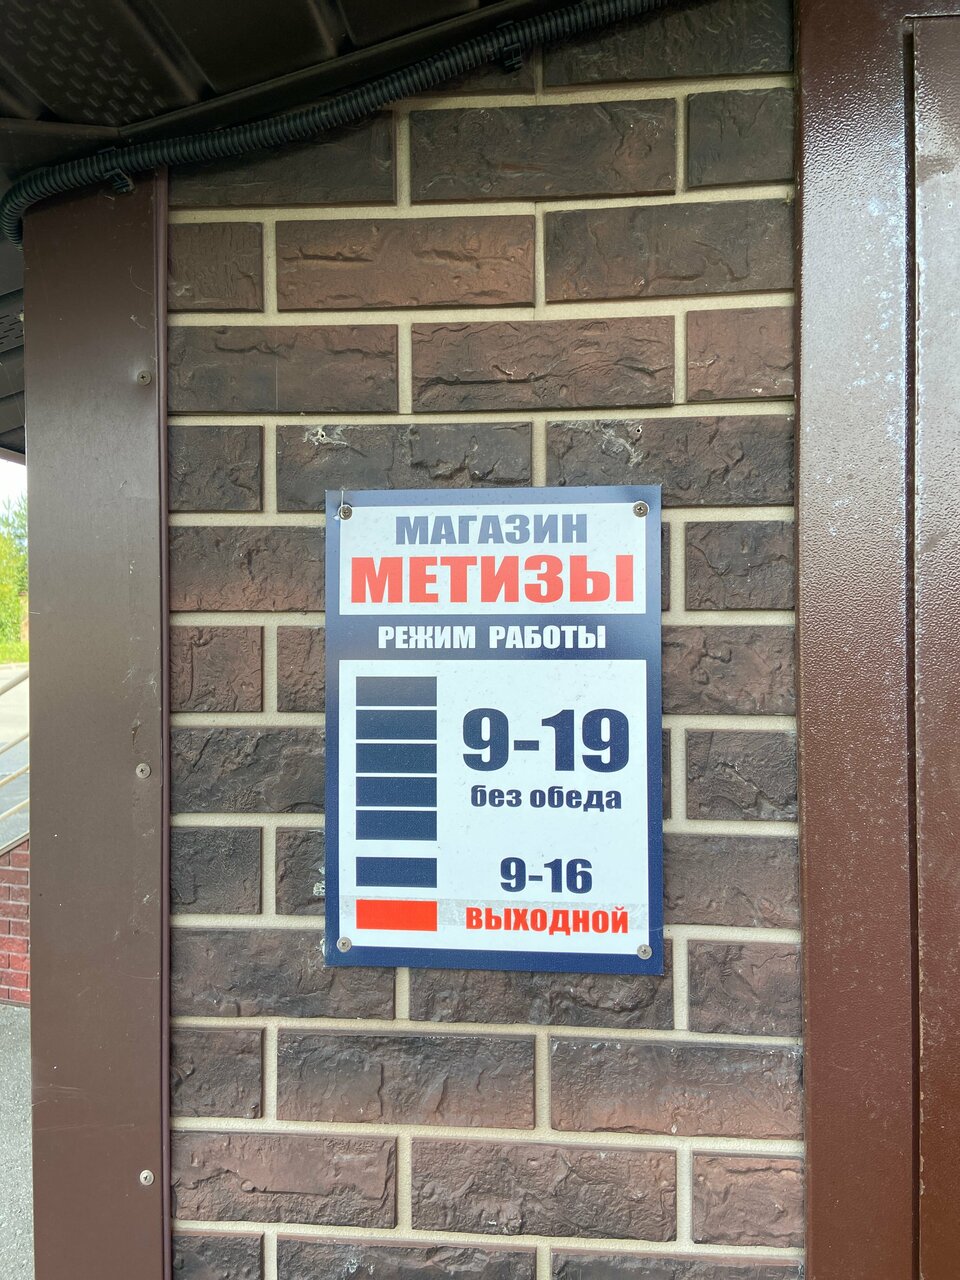 МАГАЗИН
МЕТИЗЫ
РЕЖИМ РАБОТЫ
9-19
без обеда
9-16
ВЫХОДНОЙ